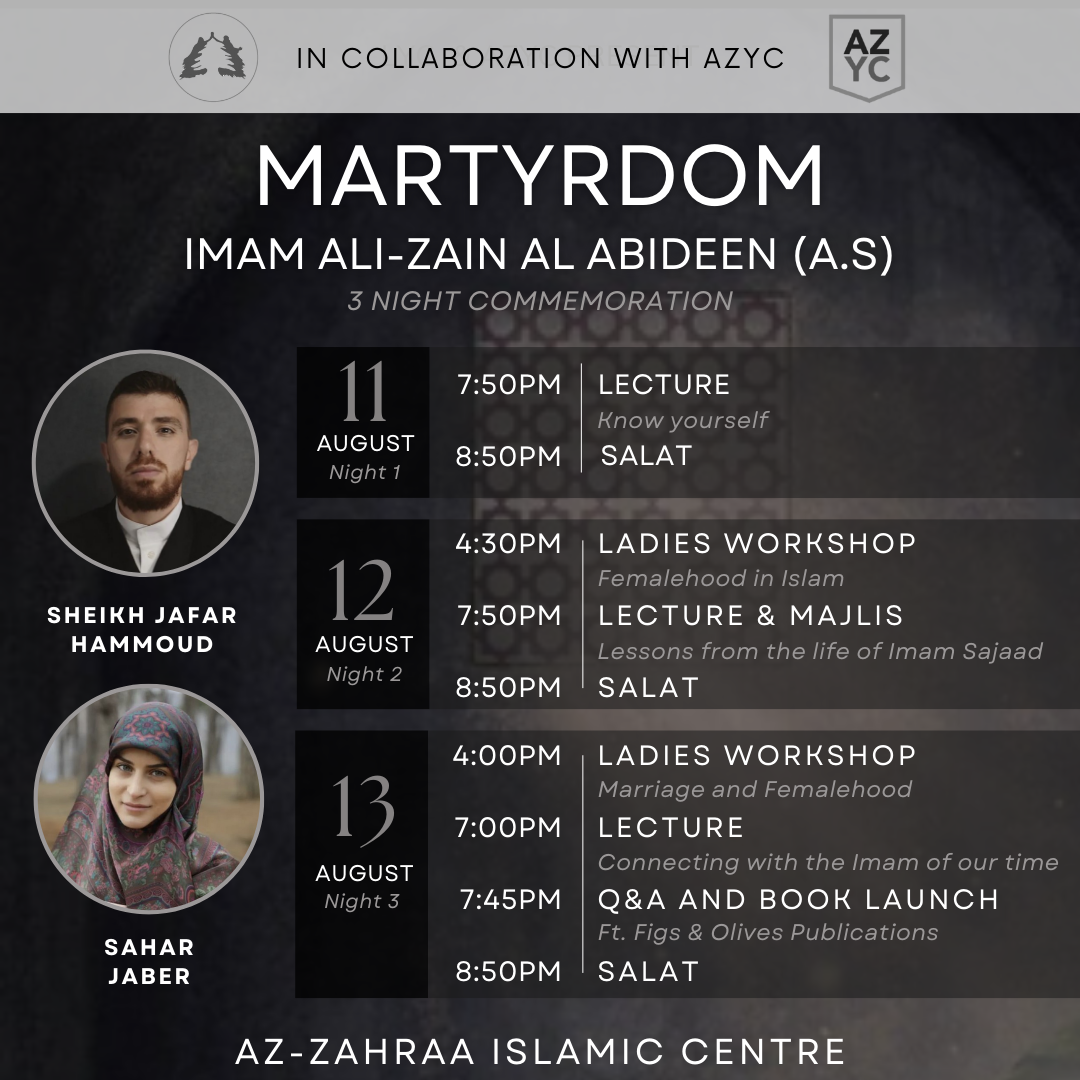 IN COLLABORATION WITH AZYC
AZ
YC
MARTYRDOM
IMAM ALI-ZAIN AL ABIDEEN (A.S)
3 NIGHT COMMEMORATION
SHEIKH JAFAR
HAMMOUD
SAHAR
JABER
11
AUGUST
Night 1
7:50PM LECTURE
Know yourself
8:50PM SALAT
12
AUGUST
Night 2
4:30PM LADIES WORKSHOP
Femalehood in Islam
7:50PM LECTURE & MAJLIS
Lessons from the life of Imam Sajaad
8:50PM SALAT
13
AUGUST
Night 3
4:00PM LADIES WORKSHOP
Marriage and Femalehood
7:00PM LECTURE
Connecting with the Imam of our time
7:45PM Q&A AND BOOK LAUNCH
Ft. Figs & Olives Publications
8:50PM SALAT
AZ-ZAHRAA ISLAMIC CENTRE